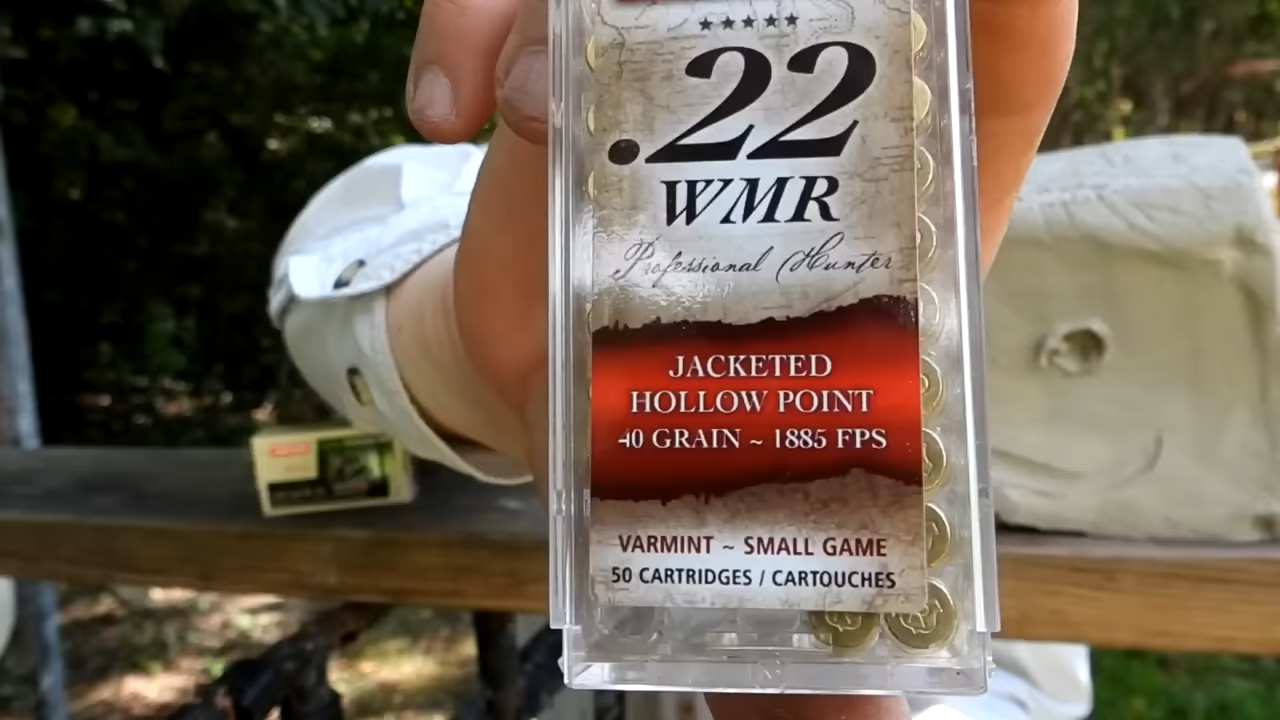 ★★★★★
.22
WMR
Professional Hunter
JACKETED
HOLLOW POINT
40 GRAIN ~ 1885 FPS
VARMINT ~ SMALL GAME
50 CARTRIDGES / CARTOUCHES